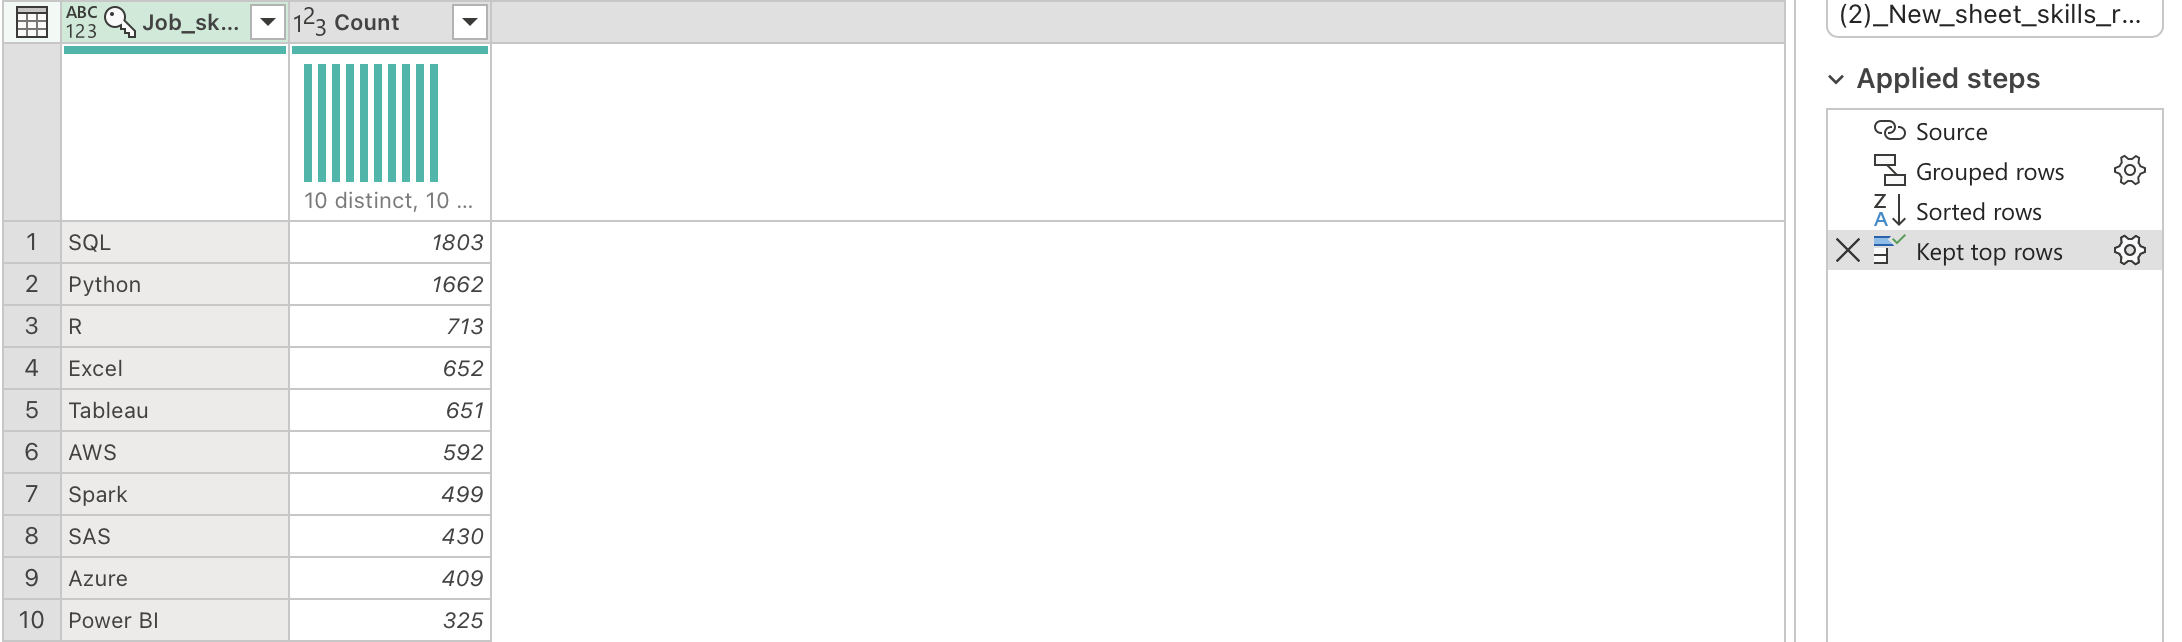 ABC 123 Job_sk... 123 Count
10 distinct, 10 ...
1 SQL 1803
2 Python 1662
3 R 713
4 Excel 652
5 Tableau 651
6 AWS 592
7 Spark 499
8 SAS 430
9 Azure 409
10 Power BI 325
(2)_New_sheet_skills_r...
Applied steps
Source
Grouped rows
Z A Sorted rows
Kept top rows